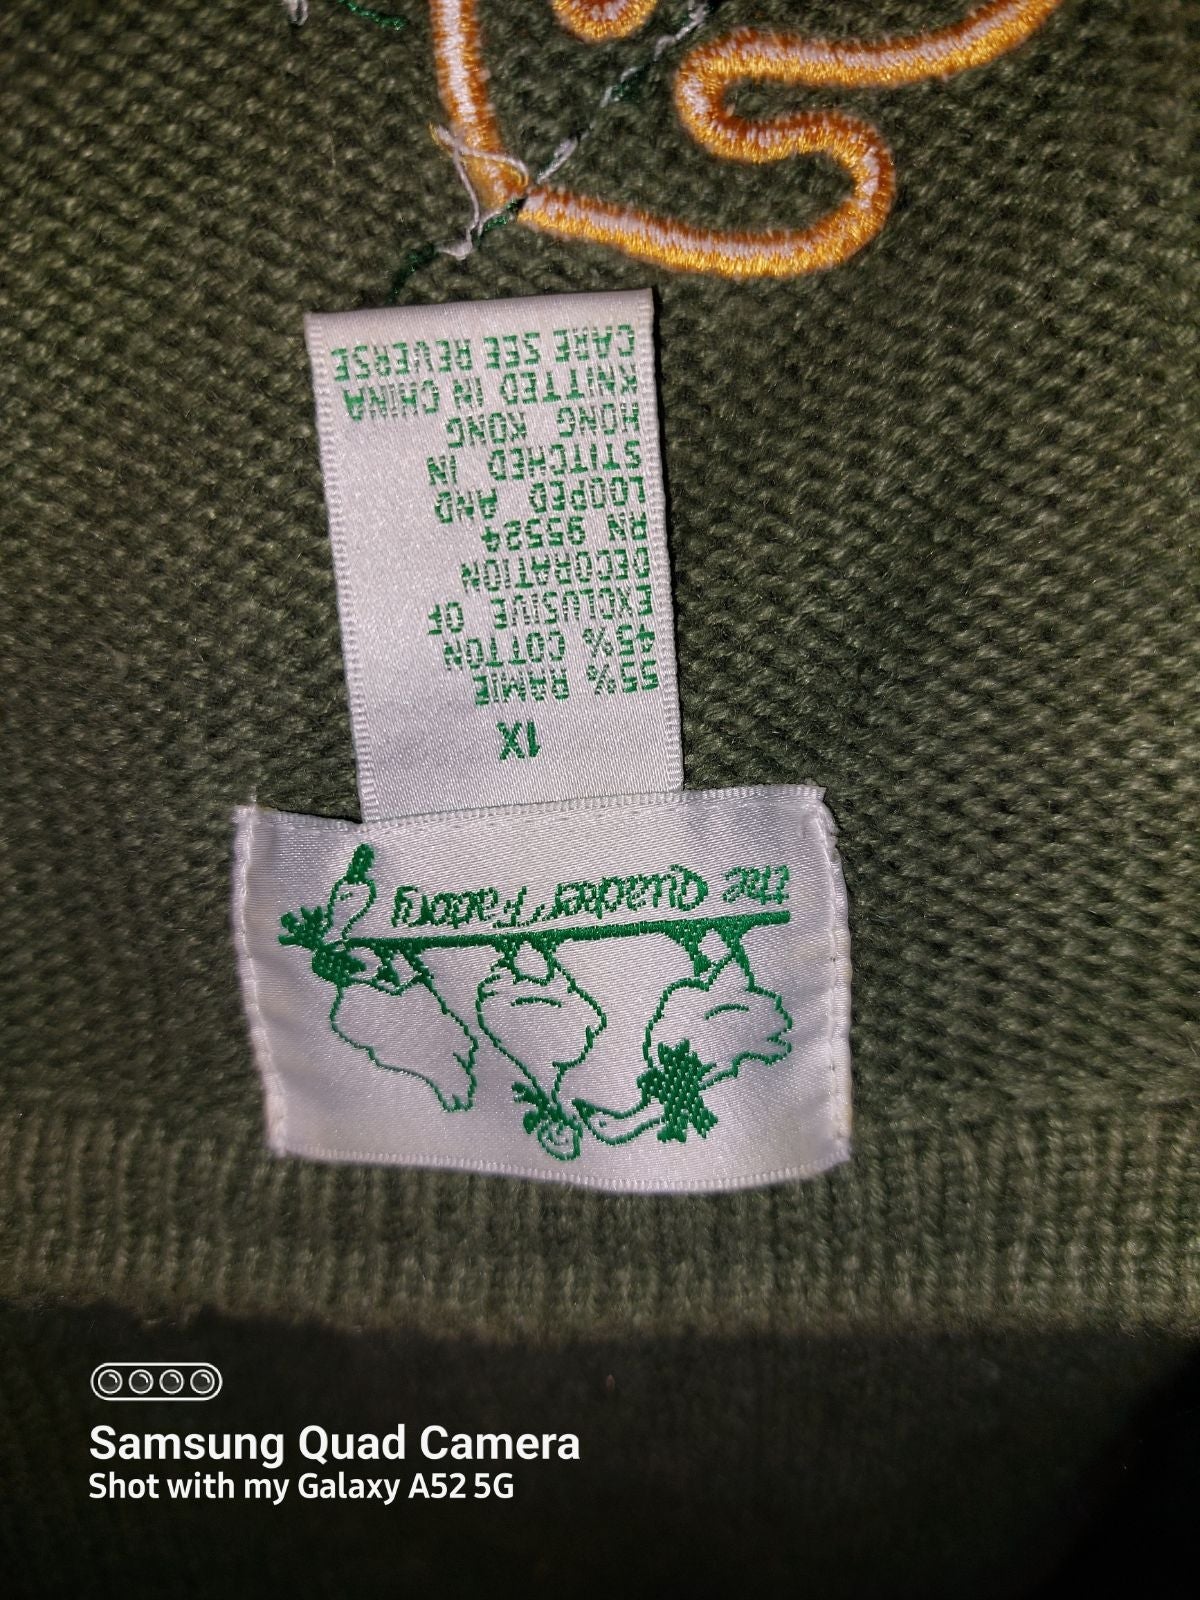 the Quacker Factory
1X
55% RAMIE
45% COTTON
EXCLUSIVE OF
DECORATION
RN 95524
LOOPED AND
STITCHED IN
HONG KONG
KNITTED IN CHINA
CARE SEE REVERSE
Samsung Quad Camera
Shot with my Galaxy A52 5G